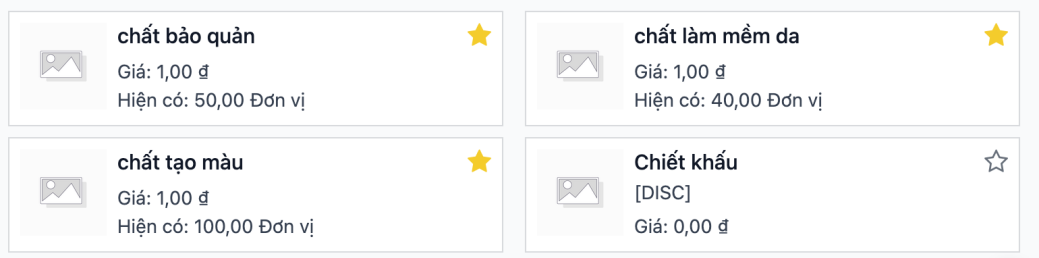 chất bảo quản
Giá: 1,00 ₫
Hiện có: 50,00 Đơn vị
chất làm mềm da
Giá: 1,00 ₫
Hiện có: 40,00 Đơn vị
chất tạo màu
Giá: 1,00 ₫
Hiện có: 100,00 Đơn vị
Chiết khấu
[DISC]
Giá: 0,00 ₫